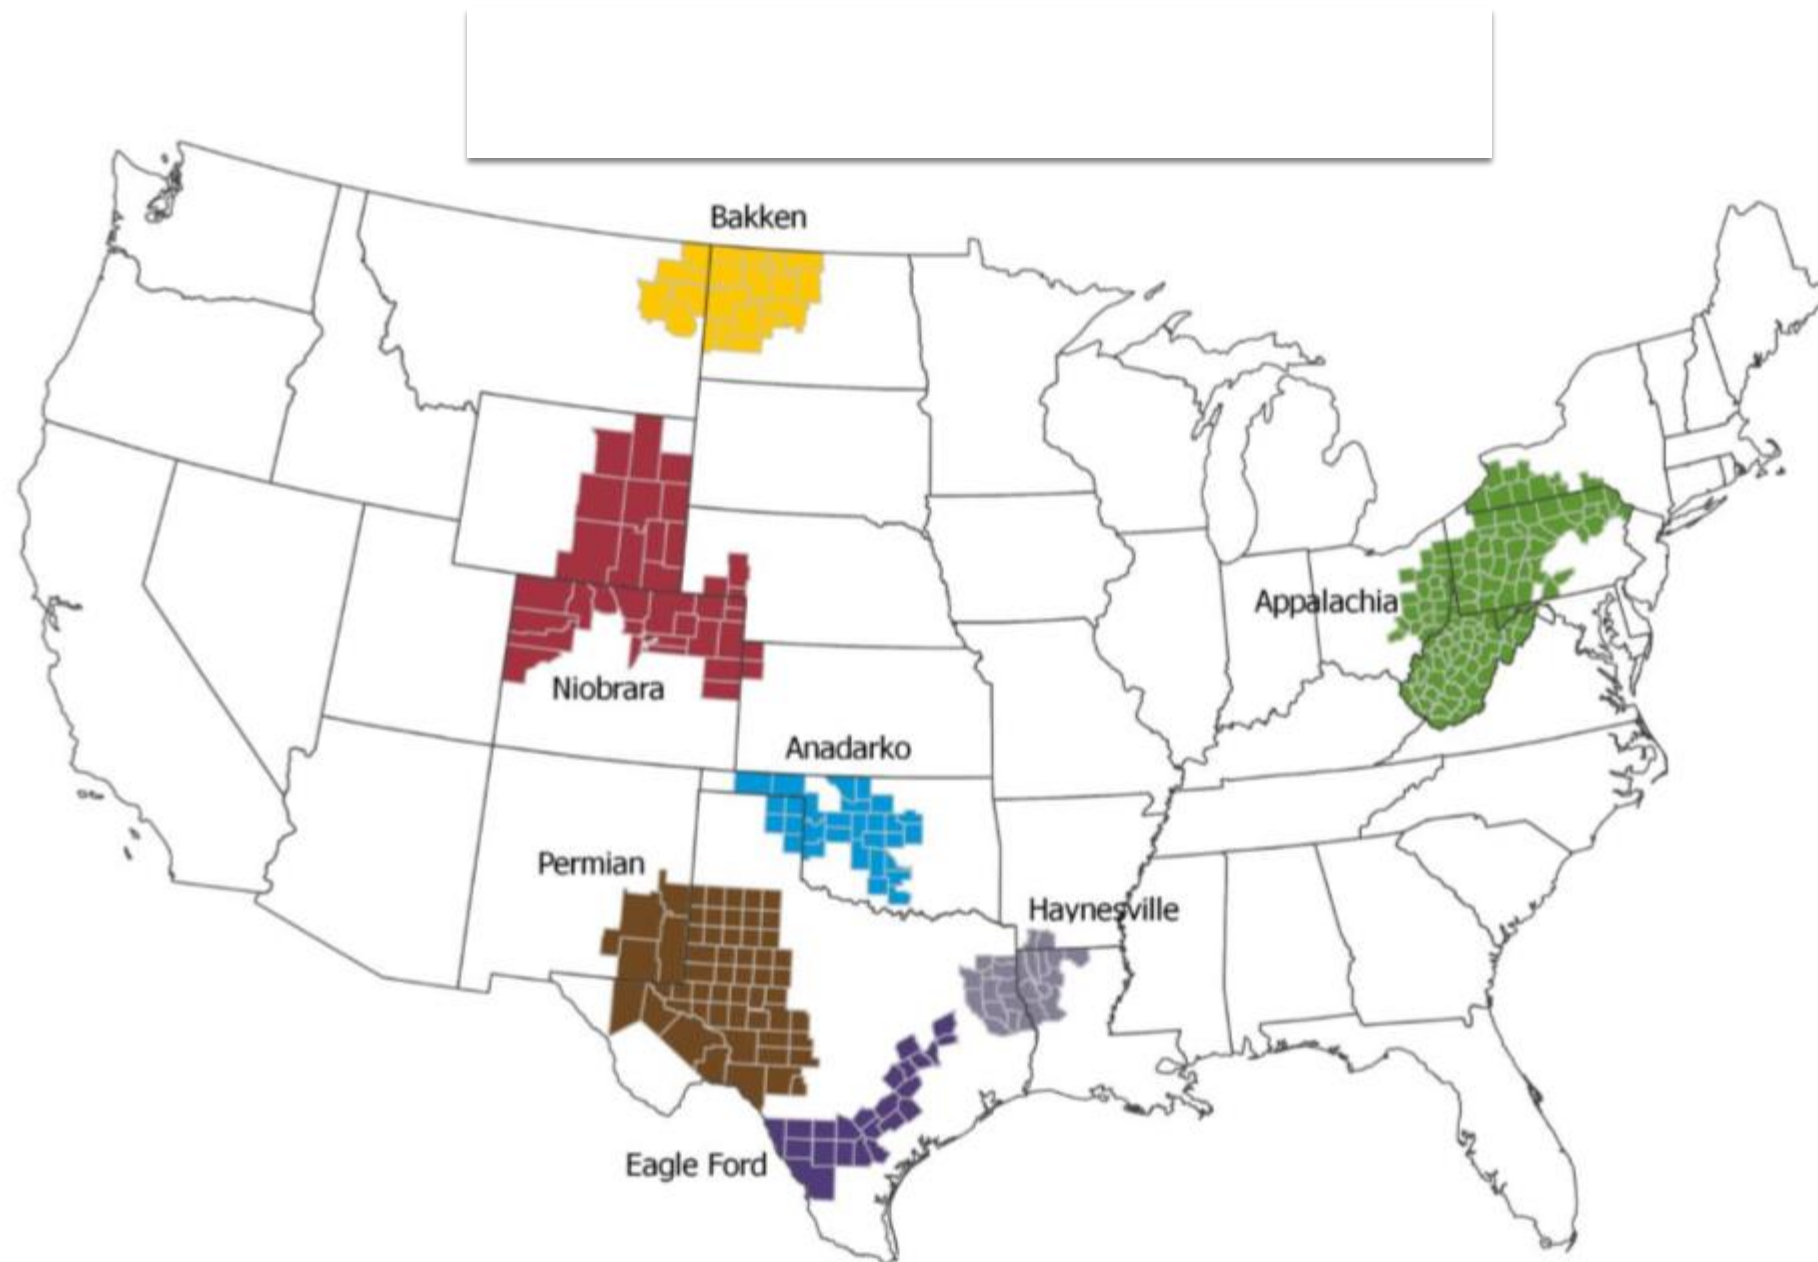 Bakken
Appalachia
Niobrara
Anadarko
Permian
Haynesville
Eagle Ford